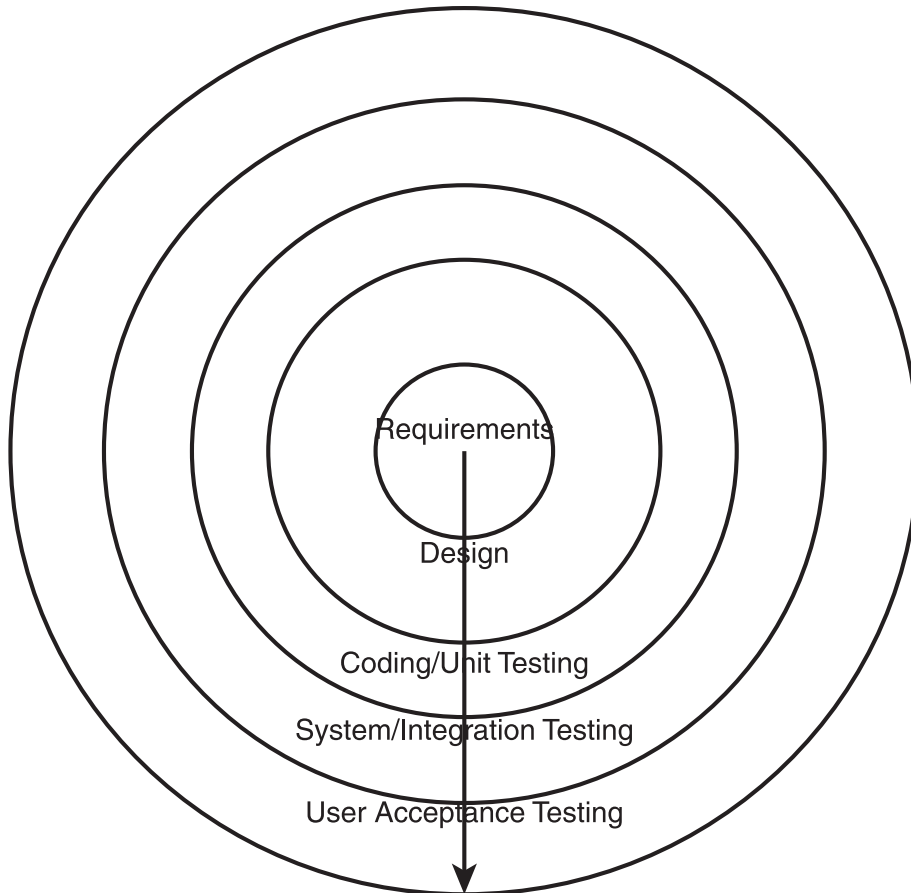 Requirements
Design
Coding/Unit Testing
System/Integration Testing
User Acceptance Testing